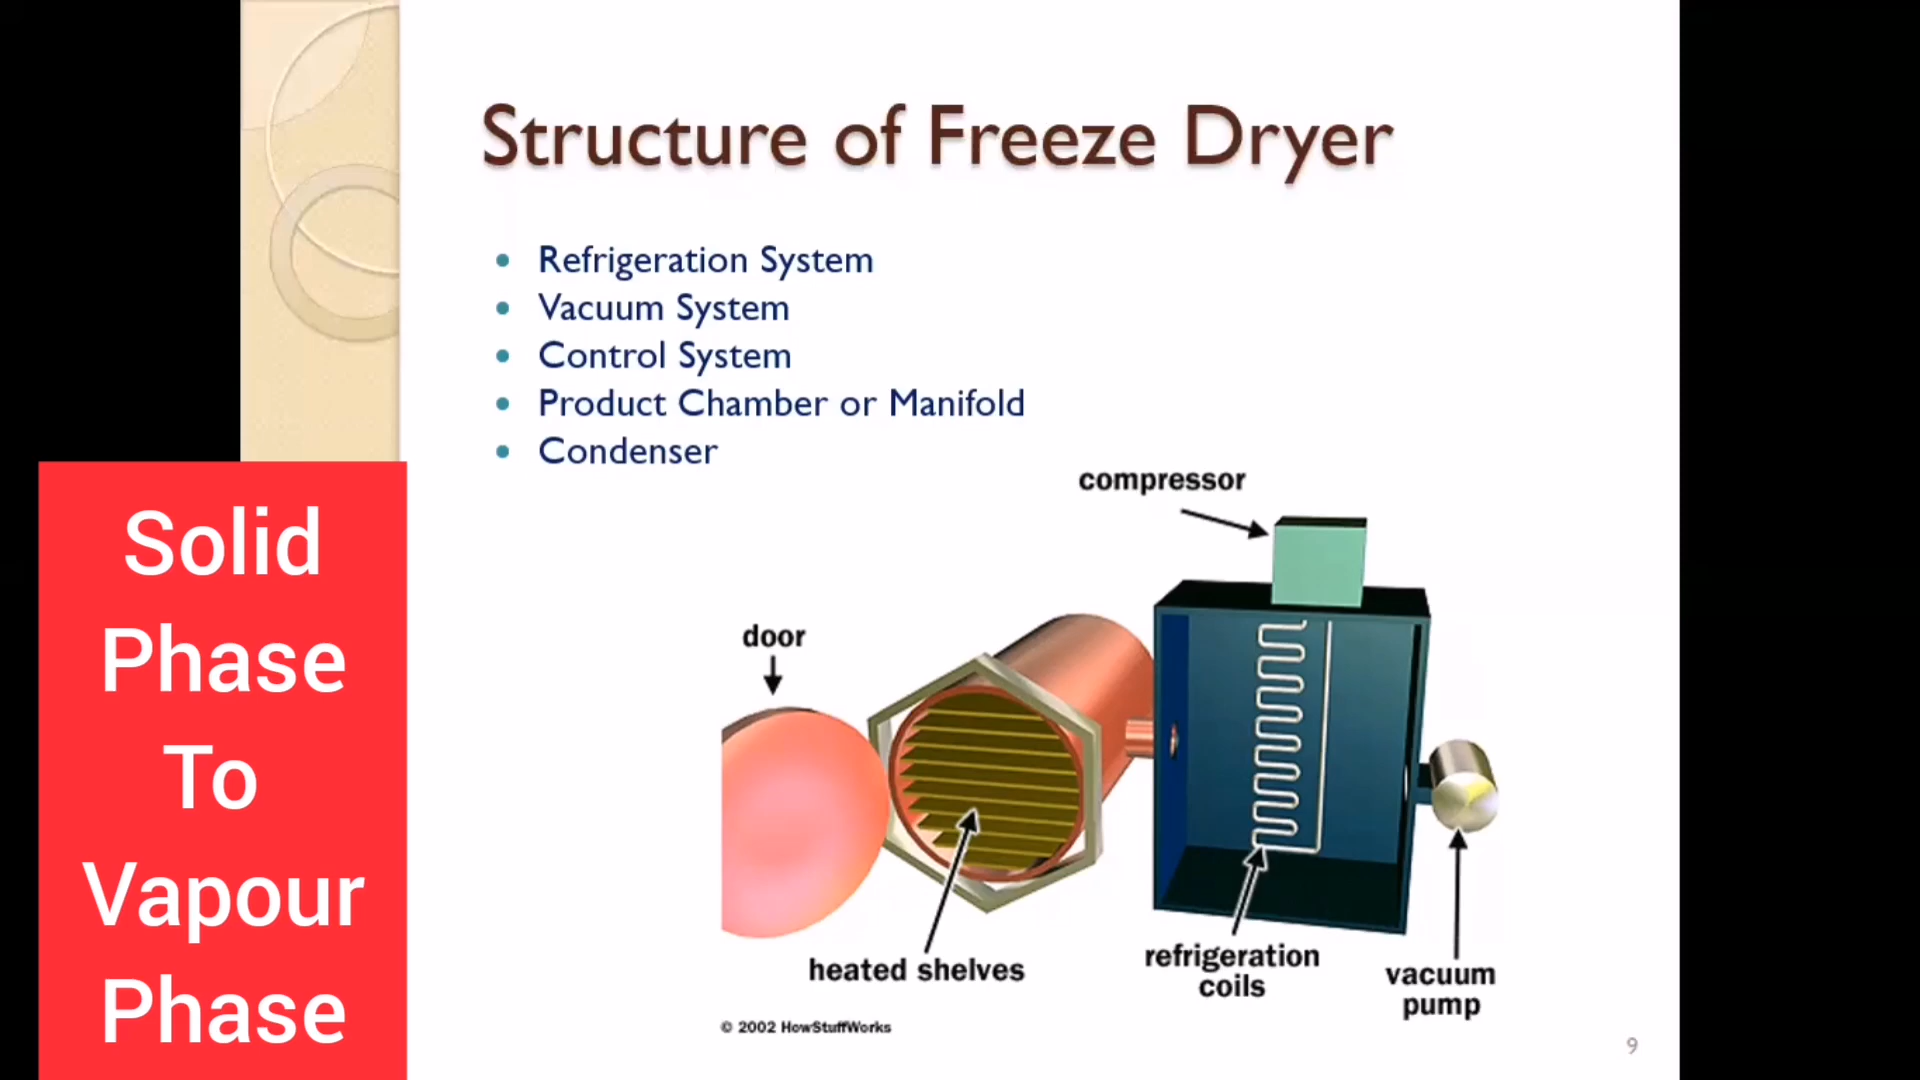 Structure of Freeze Dryer
• Refrigeration System
• Vacuum System
• Control System
• Product Chamber or Manifold
• Condenser
Solid
Phase
To
Vapour
Phase
compressor
door
heated shelves
refrigeration
coils
vacuum
pump
© 2002 HowStuffWorks
9